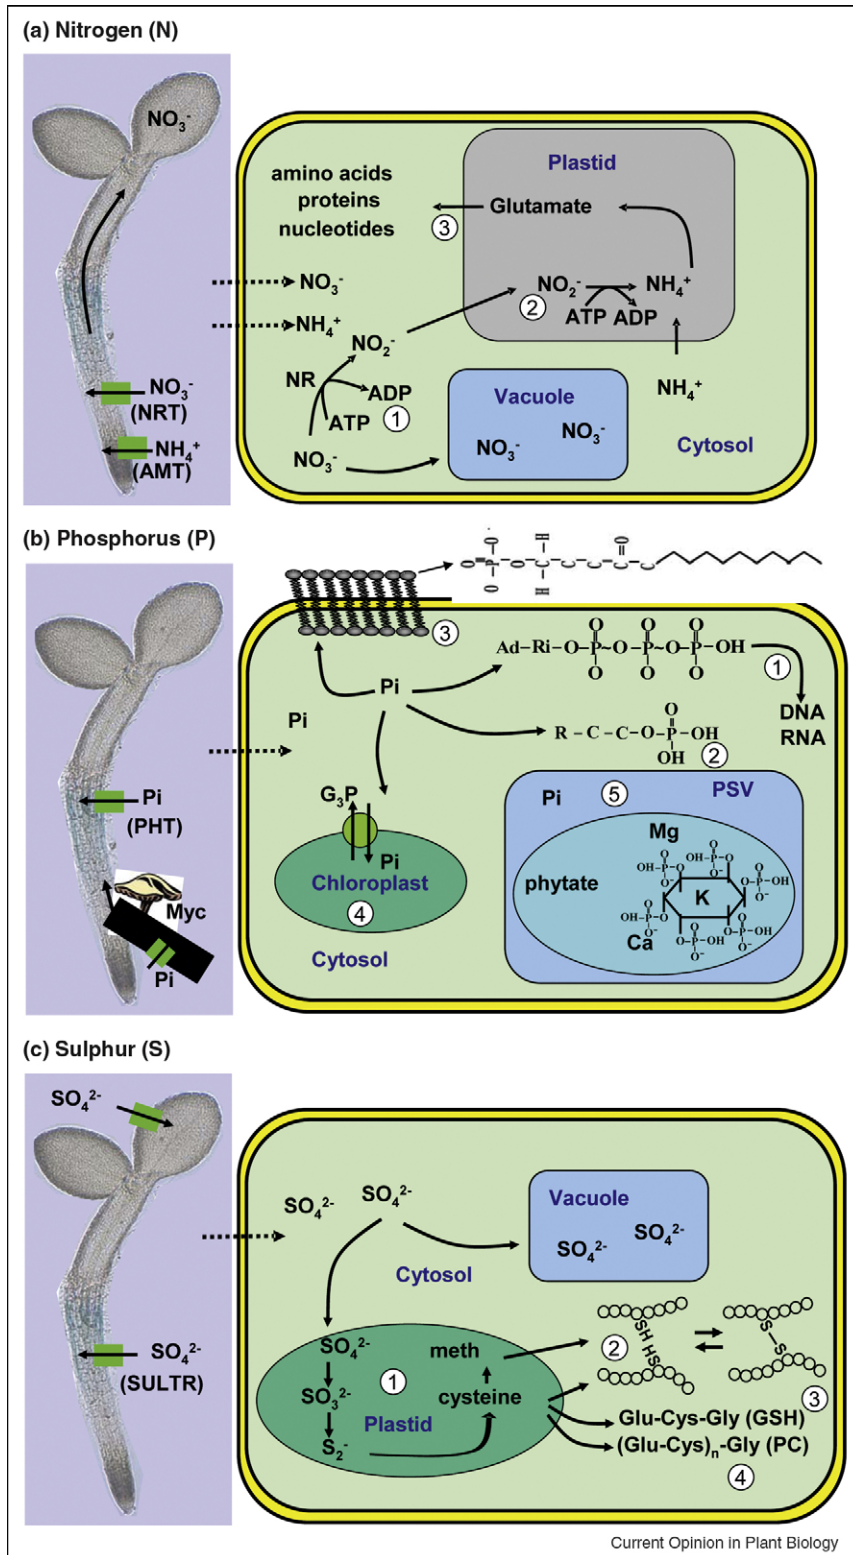 (a) Nitrogen (N)
NO₃⁻
NO₃⁻
(NRT)
NH₄⁺
(AMT)
amino acids
proteins
nucleotides
③
Plastid
Glutamate
NO₂⁻
NH₄⁺
②
ATP ADP
NO₃⁻
NH₄⁺
NO₂⁻
NR
ADP
ATP
①
NO₃⁻
NH₄⁺
Vacuole
NO₃⁻
NO₃⁻
Cytosol
(b) Phosphorus (P)
Pi
(PHT)
Myc
Pi
O=P-O-C-C-C-C-C
O
O
H
H
O
③
Pi
Pi
Ad-Ri-O-P~O-P~O-P-OH
O O O
O O O
①
DNA
RNA
R-C-C-O-P-OH
O
OH
②
G₃P
Pi
Chloroplast
④
Cytosol
Pi
⑤
PSV
Mg
phytate
K
Ca
(c) Sulphur (S)
SO₄²⁻
SO₄²⁻
(SULTR)
SO₄²⁻
SO₄²⁻
Vacuole
SO₄²⁻
SO₄²⁻
Cytosol
SO₄²⁻
SO₃²⁻
S₂⁻
①
meth
cysteine
Plastid
②
SH HS
S-S
③
Glu-Cys-Gly (GSH)
(Glu-Cys)ₙ-Gly (PC)
④
Current Opinion in Plant Biology